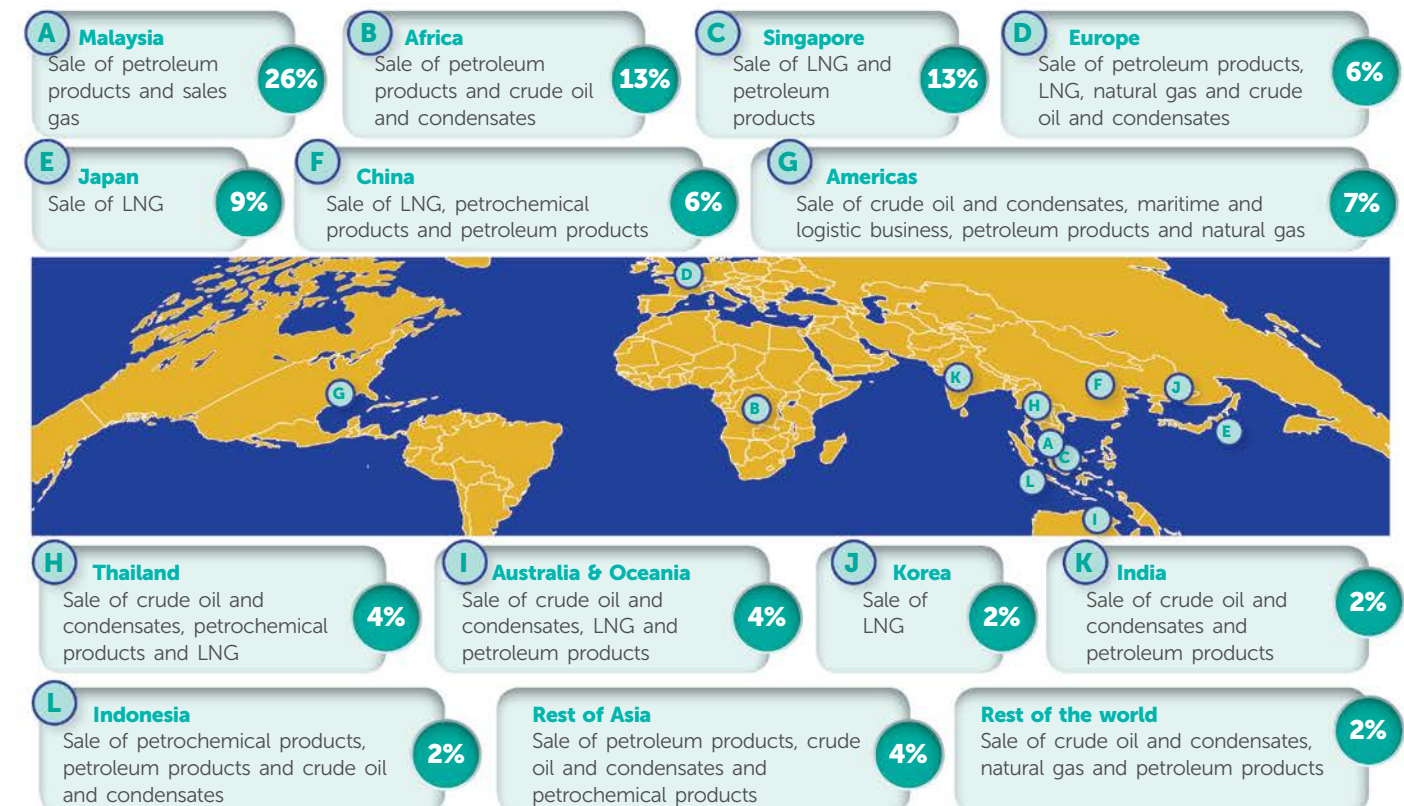 A Malaysia
Sale of petroleum
products and sales
gas
26%
B Africa
Sale of petroleum
products and crude oil
and condensates
13%
C Singapore
Sale of LNG and
petroleum
products
13%
D Europe
Sale of petroleum products,
LNG, natural gas and crude
oil and condensates
6%
E Japan
Sale of LNG
9%
F China
Sale of LNG, petrochemical
products and petroleum products
6%
G Americas
Sale of crude oil and condensates, maritime and
logistic business, petroleum products and natural gas
7%
D
G
K
F
J
B
H
E
A
C
L
I
H Thailand
Sale of crude oil and
condensates, petrochemical
products and LNG
4%
I Australia & Oceania
Sale of crude oil and
condensates, LNG and
petroleum products
4%
J Korea
Sale of
LNG
2%
K India
Sale of crude oil and
condensates and
petroleum products
2%
L Indonesia
Sale of petrochemical products,
petroleum products and crude oil
and condensates
2%
Rest of Asia
Sale of petroleum products, crude
oil and condensates and
petrochemical products
4%
Rest of the world
Sale of crude oil and condensates,
natural gas and petroleum products
2%